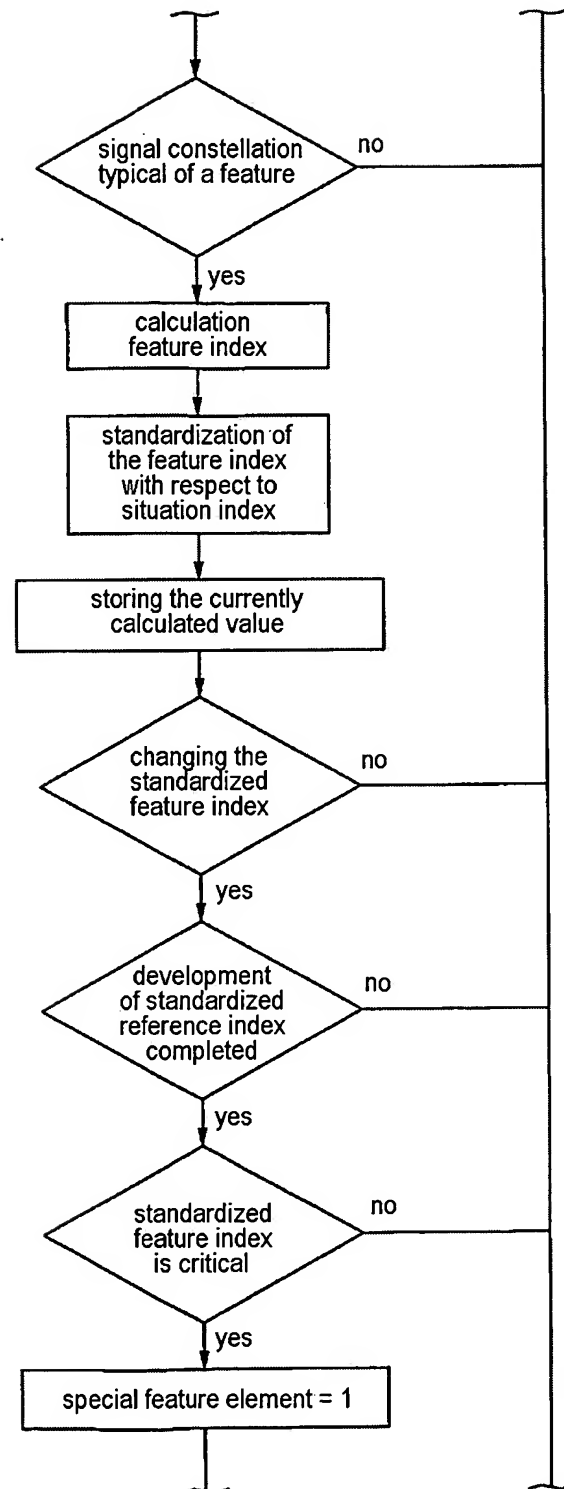 signal constellation
typical of a feature
no
yes
calculation
feature index
standardization of
the feature index
with respect to
situation index
storing the currently
calculated value
changing the
standardized
feature index
no
yes
development
of standardized
reference index
completed
no
yes
standardized
feature index
is critical
no
yes
special feature element = 1